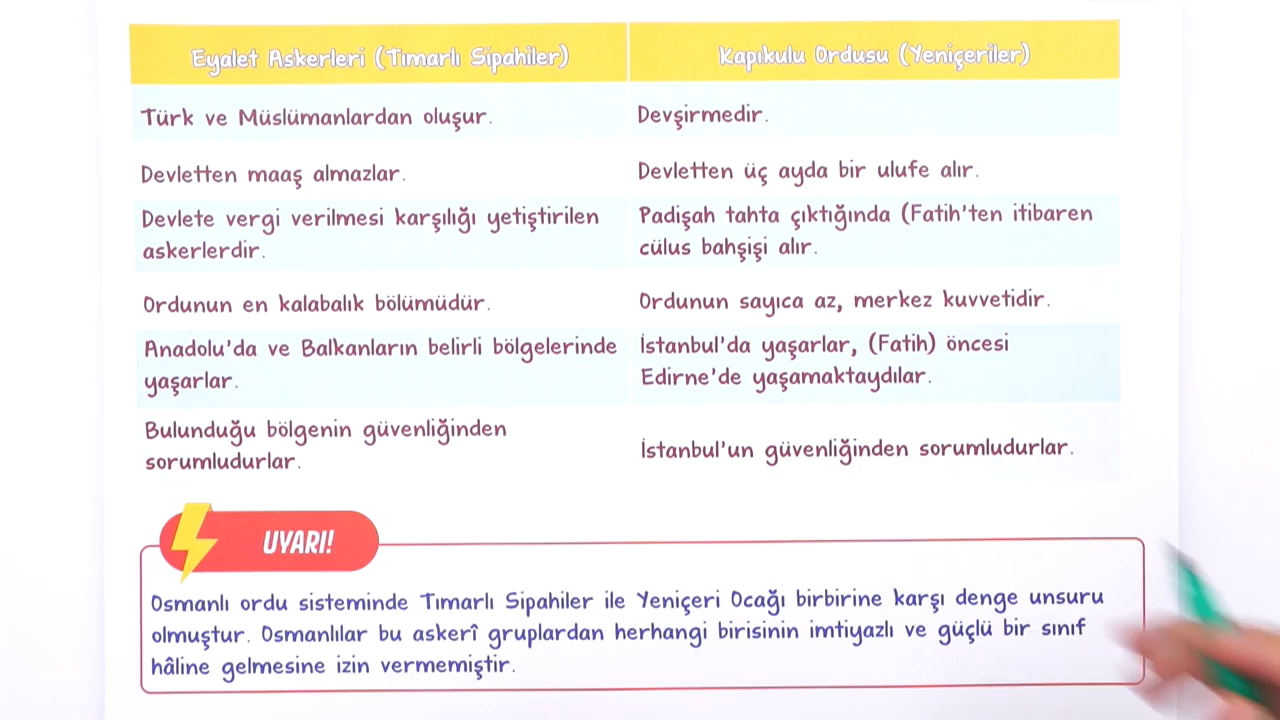 Eyalet Askerleri (Tımarlı Sipahiler)
Kapıkulu Ordusu (Yeniçeriler)
Türk ve Müslümanlardan oluşur.
Devşirmedir.
Devletten maaş almazlar.
Devletten üç ayda bir ulufe alır.
Devlete vergi verilmesi karşılığı yetiştirilen
askerlerdir.
Padişah tahta çıktığında (Fatih'ten itibaren
cülus bahşişi alır.
Ordunun en kalabalık bölümüdür.
Ordunun sayıca az, merkez kuvvetidir.
Anadolu'da ve Balkanların belirli bölgelerinde
yaşarlar.
İstanbul'da yaşarlar, (Fatih) öncesi
Edirne'de yaşamaktaydılar.
Bulunduğu bölgenin güvenliğinden
sorumludurlar.
İstanbul'un güvenliğinden sorumludurlar.
UYARI!
Osmanlı ordu sisteminde Tımarlı Sipahiler ile Yeniçeri Ocağı birbirine karşı denge unsuru
olmuştur. Osmanlılar bu askerî gruplardan herhangi birisinin imtiyazlı ve güçlü bir sınıf
hâline gelmesine izin vermemiştir.